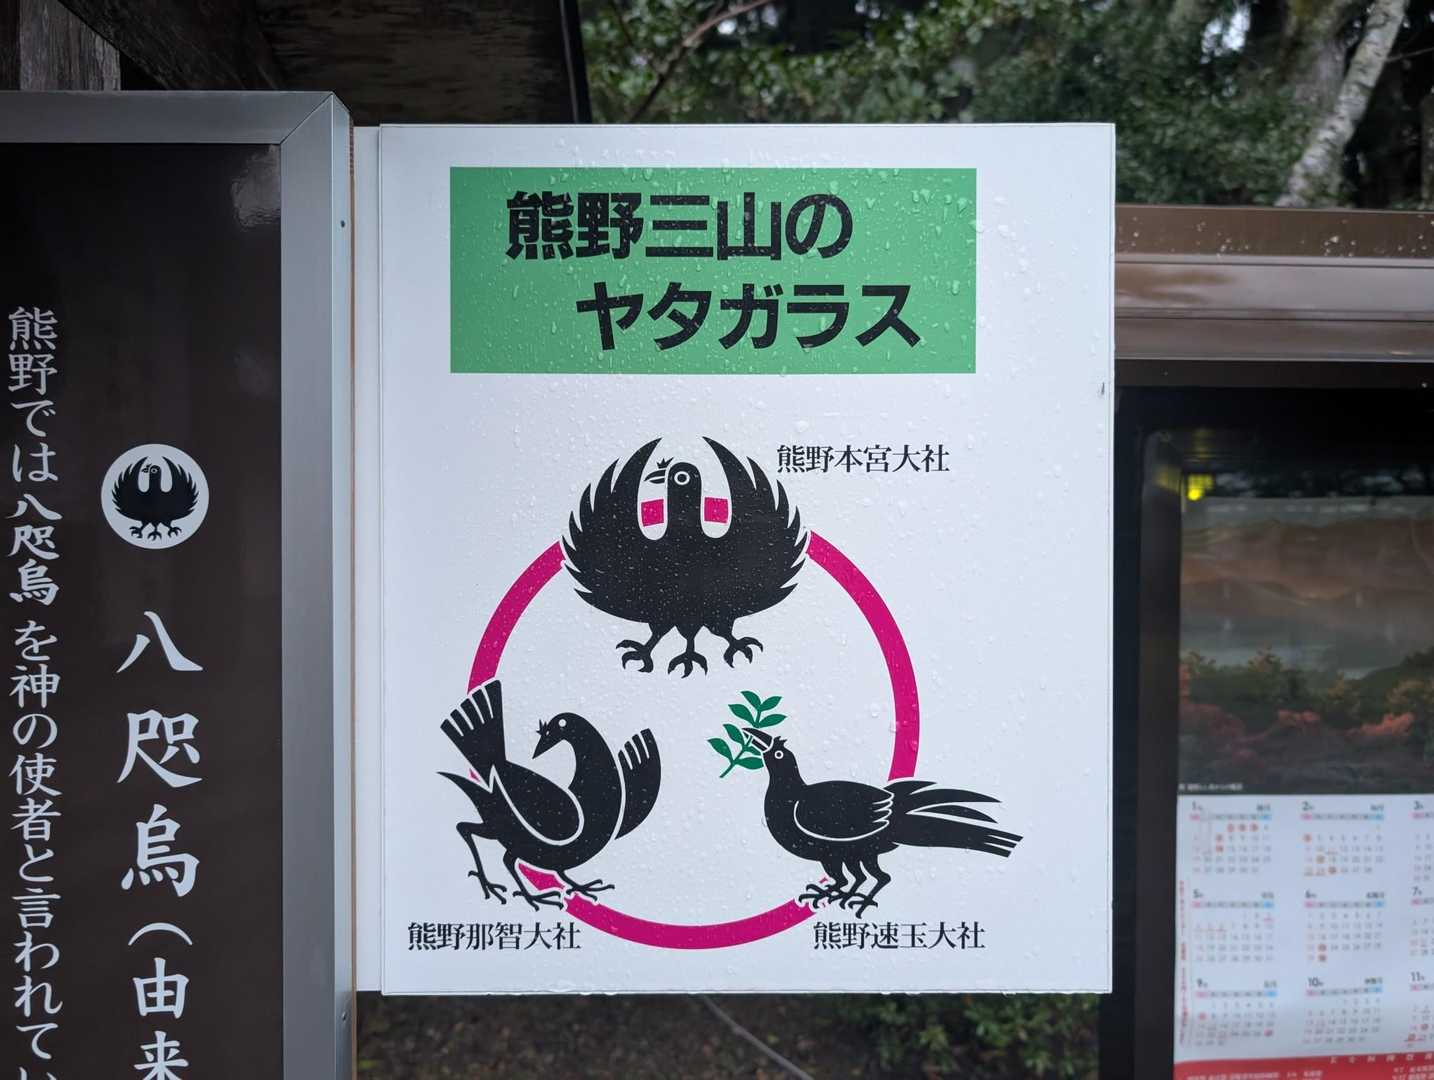 熊野三山の
ヤタガラス
熊野本宮大社
熊野那智大社
熊野速玉大社
八咫烏（由来
熊野では八咫烏を神の使者と言われてい